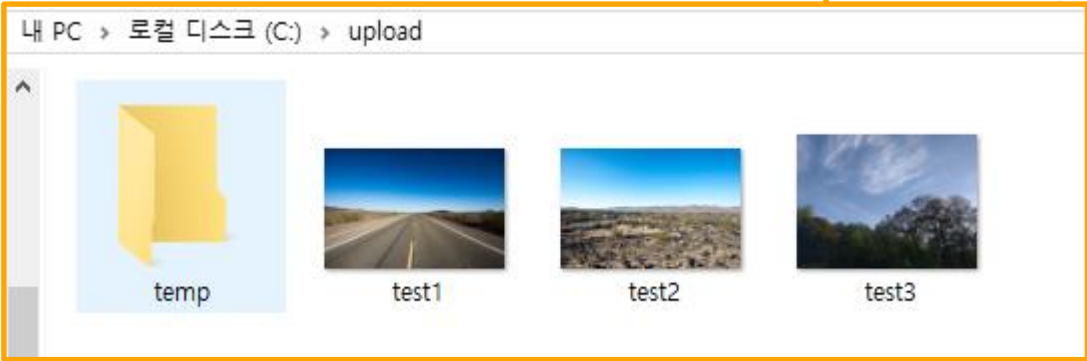 내 PC > 로컬 디스크 (C:) > upload
temp
test1
test2
test3